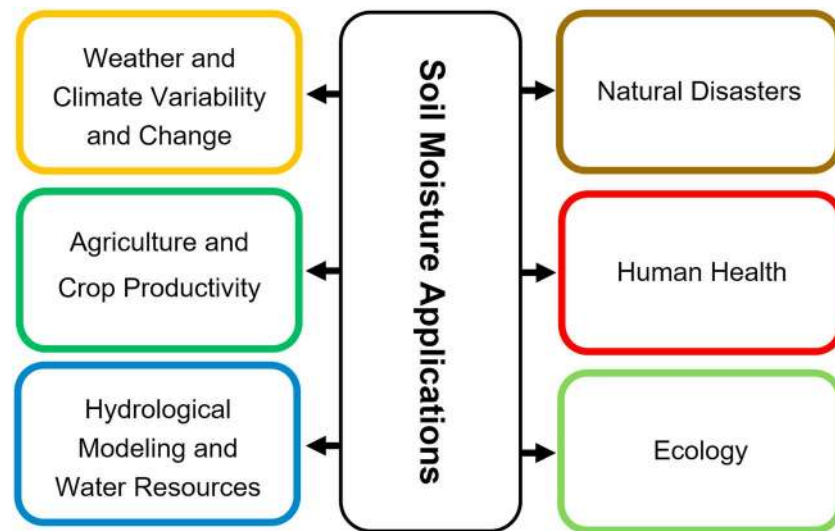 Weather and
Climate Variability
and Change
Agriculture and
Crop Productivity
Hydrological
Modeling and
Water Resources
Soil Moisture Applications
Natural Disasters
Human Health
Ecology